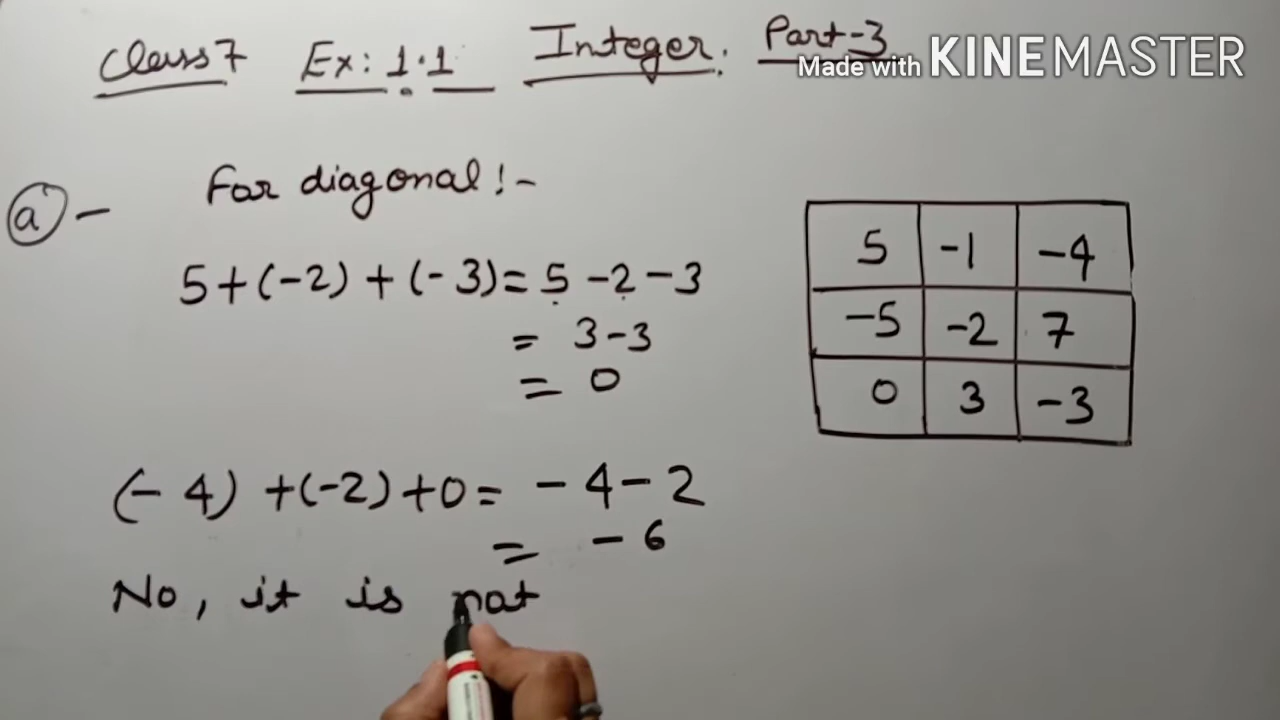 Class 7 Ex: 1.1 Integer. Part-3
Made with KINEMASTER
a) - For diagonal :-
5+(-2) + (-3) = 5 -2 -3
= 3-3
= 0
5 -1 -4
-5 -2 7
0 3 -3
(-4) +(-2) +0 = -4-2
= -6
No, it is not